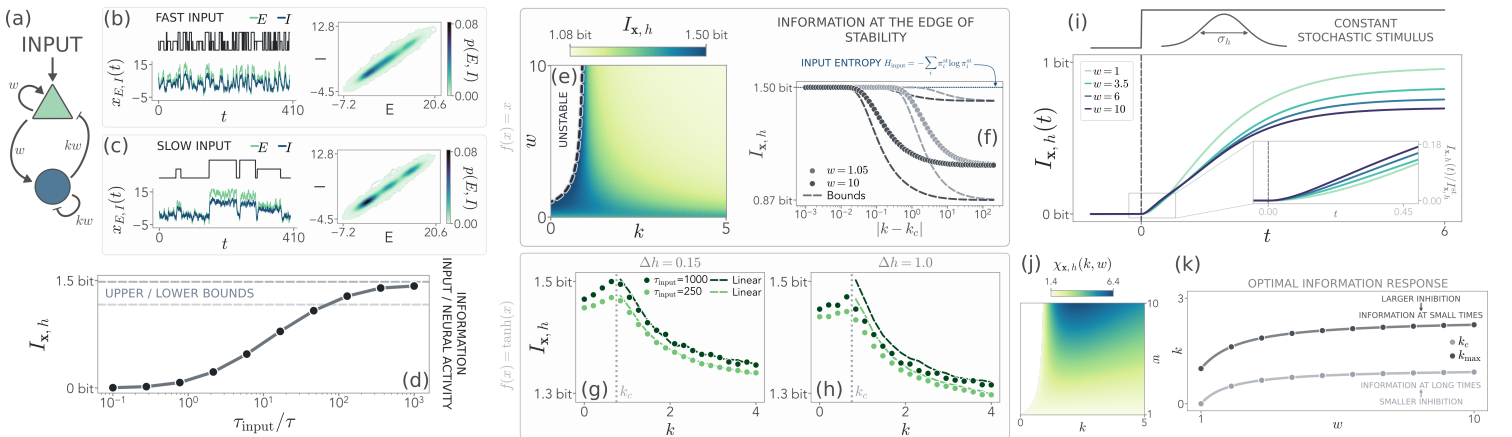 (a)
INPUT
w
w
kw
kw
(b)
FAST INPUT
E
I
x_{E, I}(t)
15
−5
0
410
t
I
12.8
−4.5
−7.2
E
20.6
0.08
0.00
p(E, I)
(c)
SLOW INPUT
E
I
x_{E, I}(t)
15
−5
0
410
t
I
12.8
−4.5
−7.2
E
20.6
0.08
0.00
p(E, I)
(d)
1.5 bit
UPPER / LOWER BOUNDS
I_{x, h}
0 bit
10^{-1}
10^0
10^1
10^2
10^3
τ_input/τ
INFORMATION
INPUT / NEURAL ACTIVITY
I_{x, h}
1.08 bit
1.50 bit
f(x) = x
(e)
10
w
0
UNSTABLE
0
k
5
INFORMATION AT THE EDGE OF
STABILITY
INPUT ENTROPY H_input = −∑_i π_i^st log π_i^st
1.50 bit
I_{x, h}
0.87 bit
(f)
w = 1.05
w = 10
Bounds
10^{-3}
10^{-2}
10^{-1}
10^0
10^1
10^2
|k − k_c|
f(x) = tanh(x)
Δh = 0.15
1.5 bit
τ_input=1000
Linear
τ_input=250
Linear
I_{x, h}
1.3 bit
(g)
k_c
0
2
4
k
Δh = 1.0
1.5 bit
1.3 bit
(h)
k_c
0
2
4
k
(i)
σ_h
CONSTANT
STOCHASTIC STIMULUS
1 bit
w = 1
w = 3.5
w = 6
w = 10
I_{x, h}(t)
0 bit
0
t
6
0.18
0.00
I_{x, h}(t)/I^{st}_{x, h}
0.00
t
0.45
(j)
χ_{x, h}(k, w)
1.4
6.4
10
w
1
0
k
5
(k)
OPTIMAL INFORMATION RESPONSE
3
k
0
LARGER INHIBITION
INFORMATION AT SMALL TIMES
k_c
k_max
INFORMATION AT LONG TIMES
SMALLER INHIBITION
1
w
10